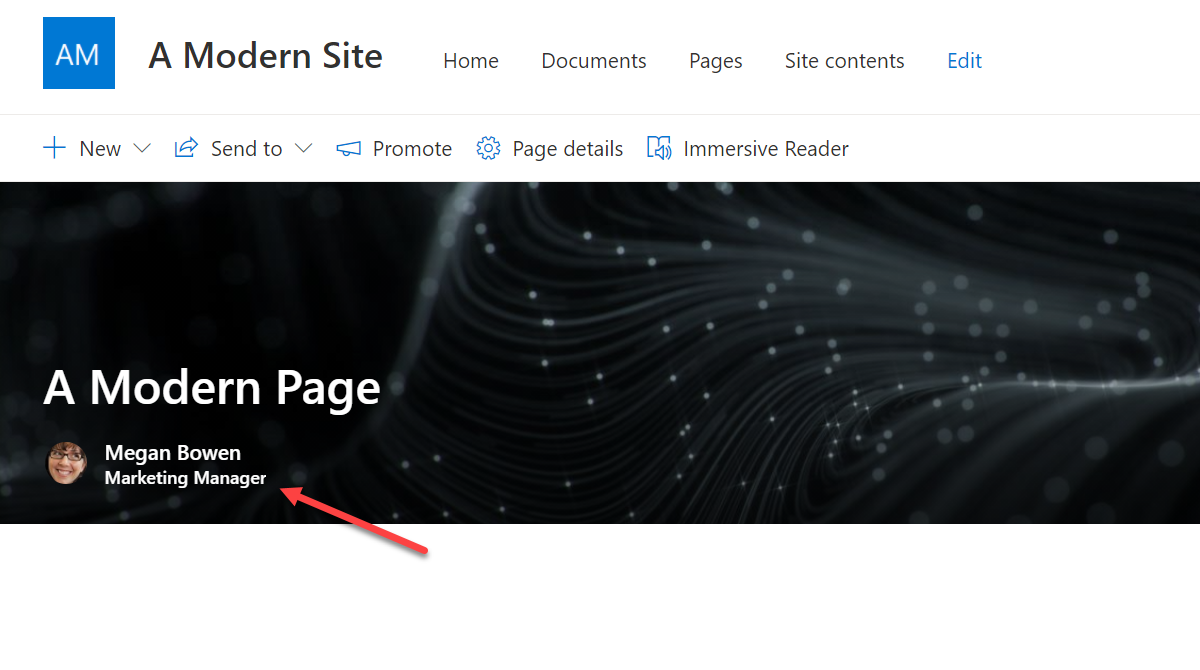 AM A Modern Site Home Documents Pages Site contents Edit
New Send to Promote Page details Immersive Reader
A Modern Page
Megan Bowen
Marketing Manager